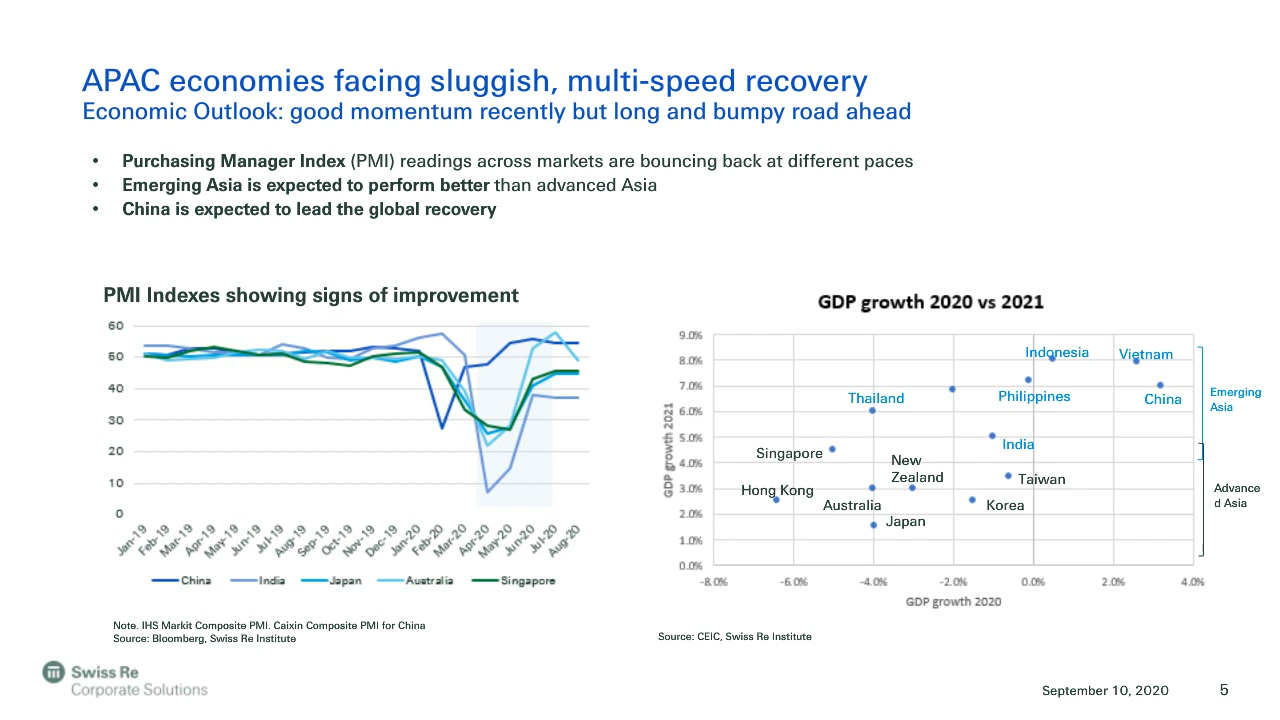 APAC economies facing sluggish, multi-speed recovery
Economic Outlook: good momentum recently but long and bumpy road ahead
• Purchasing Manager Index (PMI) readings across markets are bouncing back at different paces
• Emerging Asia is expected to perform better than advanced Asia
• China is expected to lead the global recovery
PMI Indexes showing signs of improvement
60
50
40
30
20
10
0
Jan-19
Feb-19
Mar-19
Apr-19
May-19
Jun-19
Jul-19
Aug-19
Sep-19
Oct-19
Nov-19
Dec-19
Jan-20
Feb-20
Mar-20
Apr-20
May-20
Jun-20
Jul-20
Aug-20
China
India
Japan
Australia
Singapore
Note. IHS Markit Composite PMI. Caixin Composite PMI for China
Source: Bloomberg, Swiss Re Institute
GDP growth 2020 vs 2021
GDP growth 2021
9.0%
8.0%
7.0%
6.0%
5.0%
4.0%
3.0%
2.0%
1.0%
0.0%
Indonesia
Vietnam
Thailand
Philippines
China
India
Singapore
New
Zealand
Taiwan
Hong Kong
Australia
Korea
Japan
Emerging
Asia
Advance
d Asia
-8.0%
-6.0%
-4.0%
-2.0%
0.0%
2.0%
4.0%
GDP growth 2020
Source: CEIC, Swiss Re Institute
Swiss Re
Corporate Solutions
September 10, 2020
5